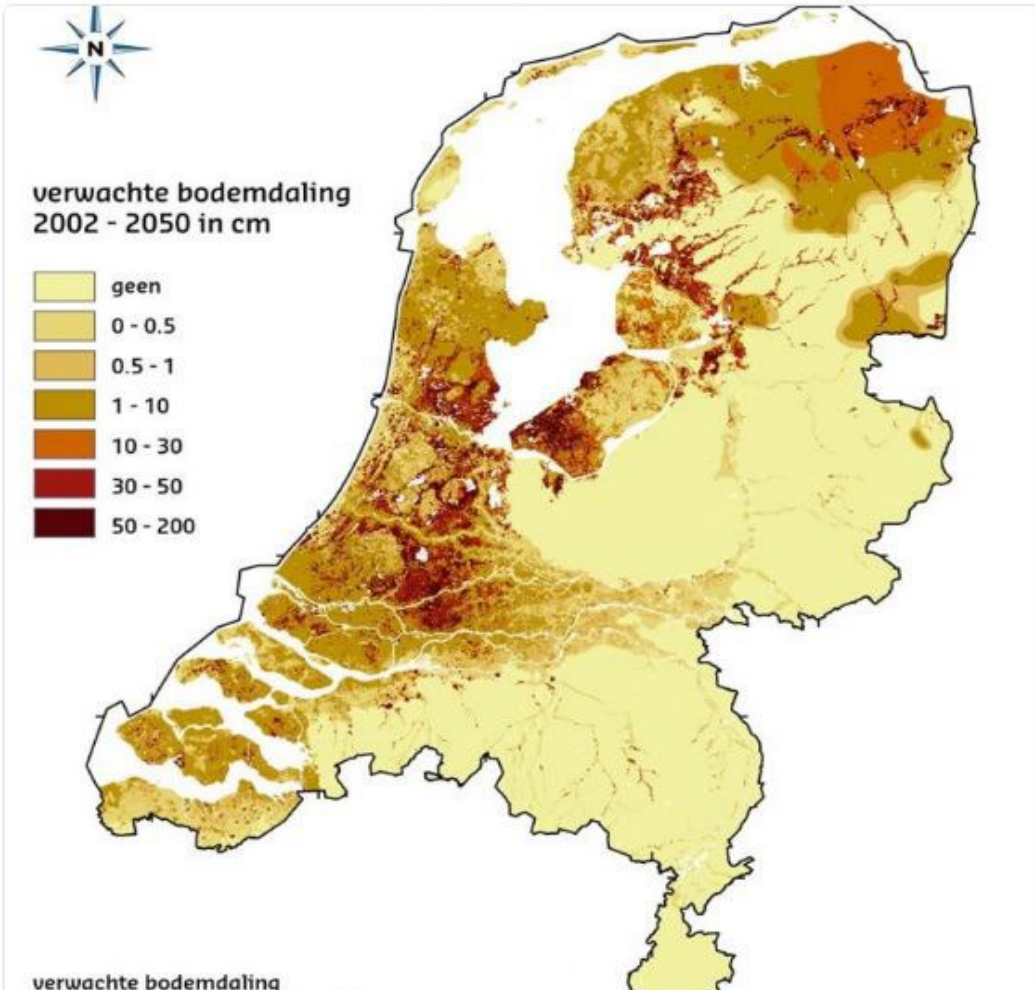 N
verwachte bodemdaling
2002 - 2050 in cm
geen
0 - 0.5
0.5 - 1
1 - 10
10 - 30
30 - 50
50 - 200
verwachte bodemdaling